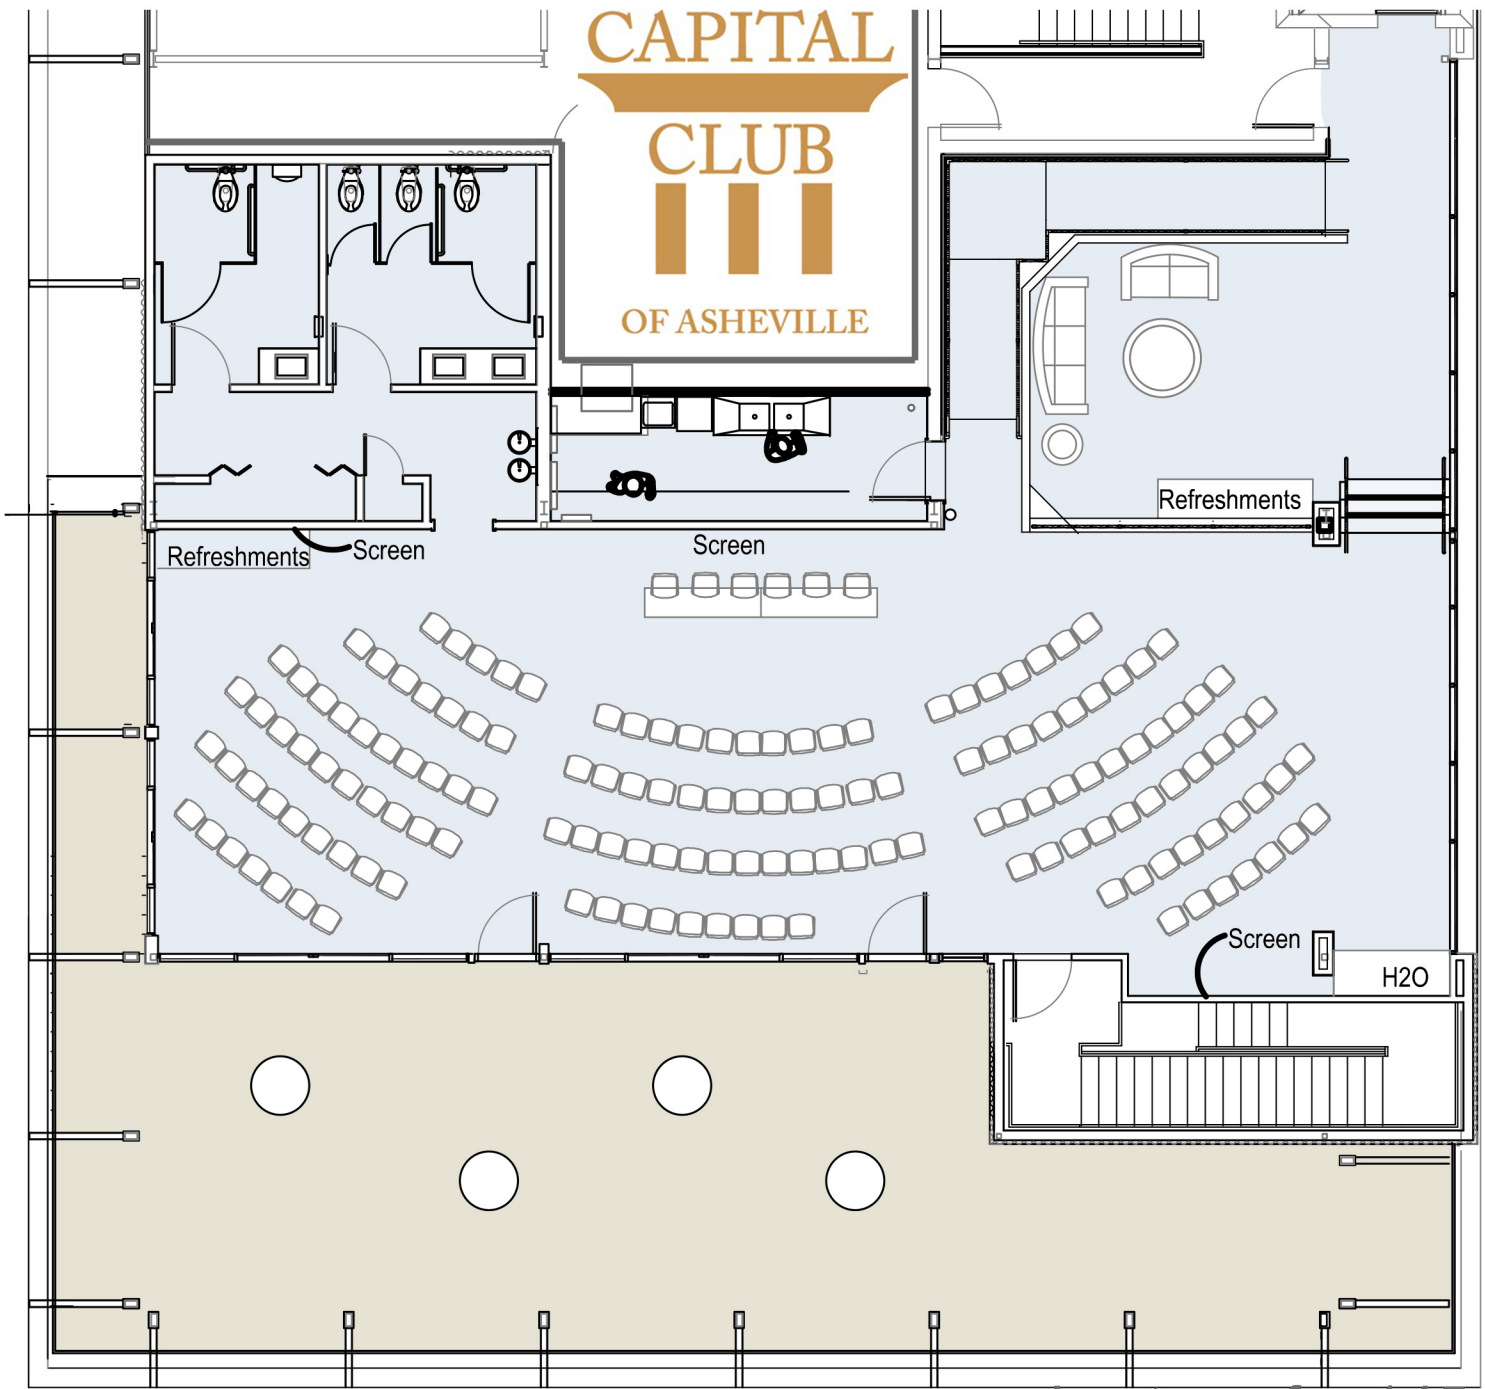 CAPITAL
CLUB
OF ASHEVILLE
Refreshments
Refreshments
Screen
Screen
Screen
H2O